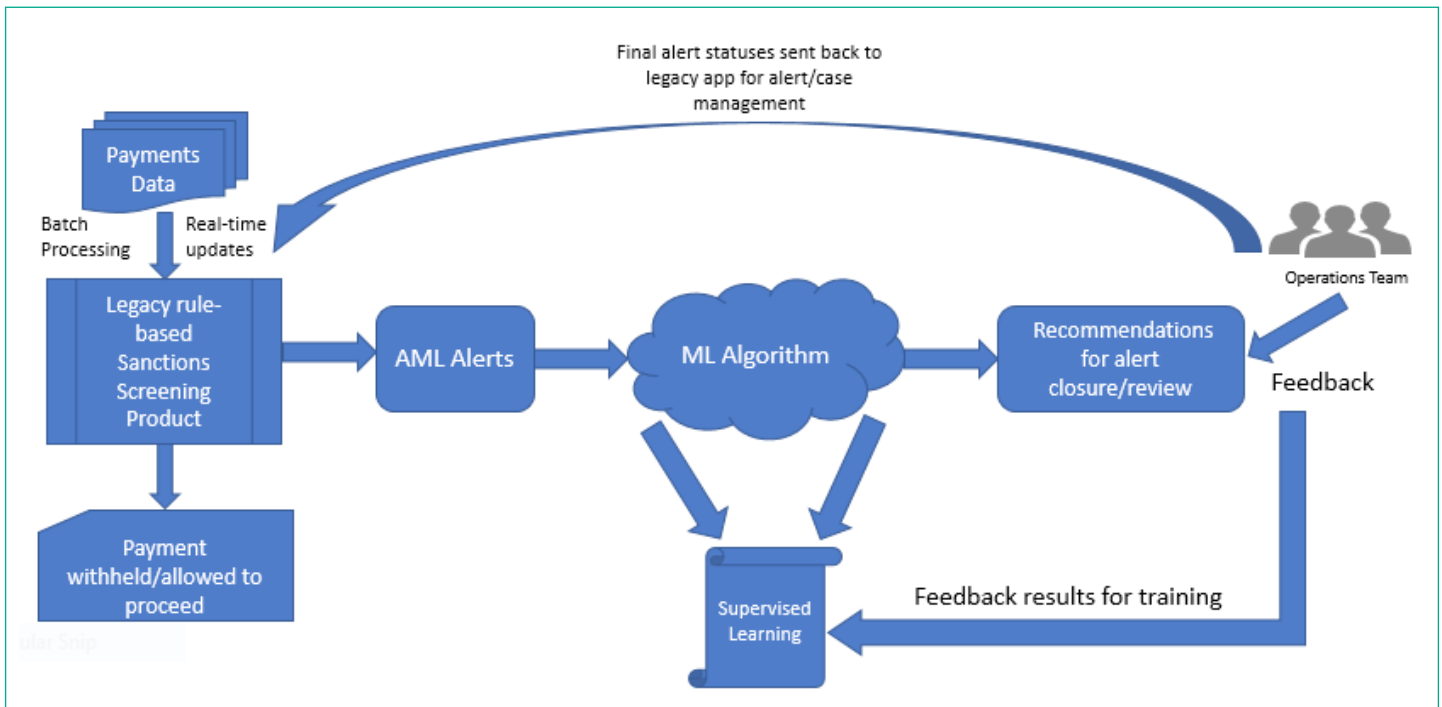 Final alert statuses sent back to
legacy app for alert/case
management
Payments
Data
Batch
Processing
Real-time
updates
Operations Team
Legacy rule-
based
Sanctions
Screening
Product
AML Alerts
ML Algorithm
Recommendations
for alert
closure/review
Feedback
Payment
withheld/allowed to
proceed
Supervised
Learning
Feedback results for training
ular Snip